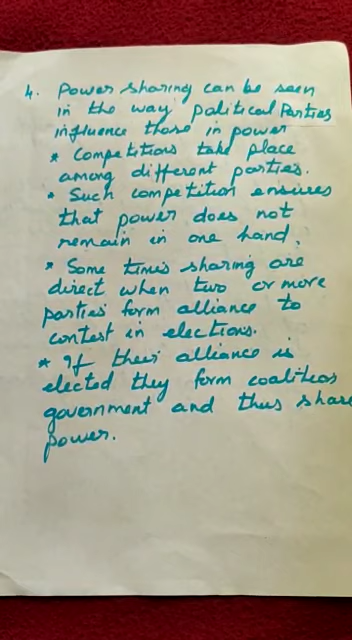 4. Power sharing can be seen
in the way political Parties
influence those in power
* Competitions take place
among different parties.
* Such competition ensures
that power does not
remain in one hand.
* Some times sharing are
direct when two or more
parties form alliance to
contest in elections.
* If their alliance is
elected they form coalitions
government and thus share
power.